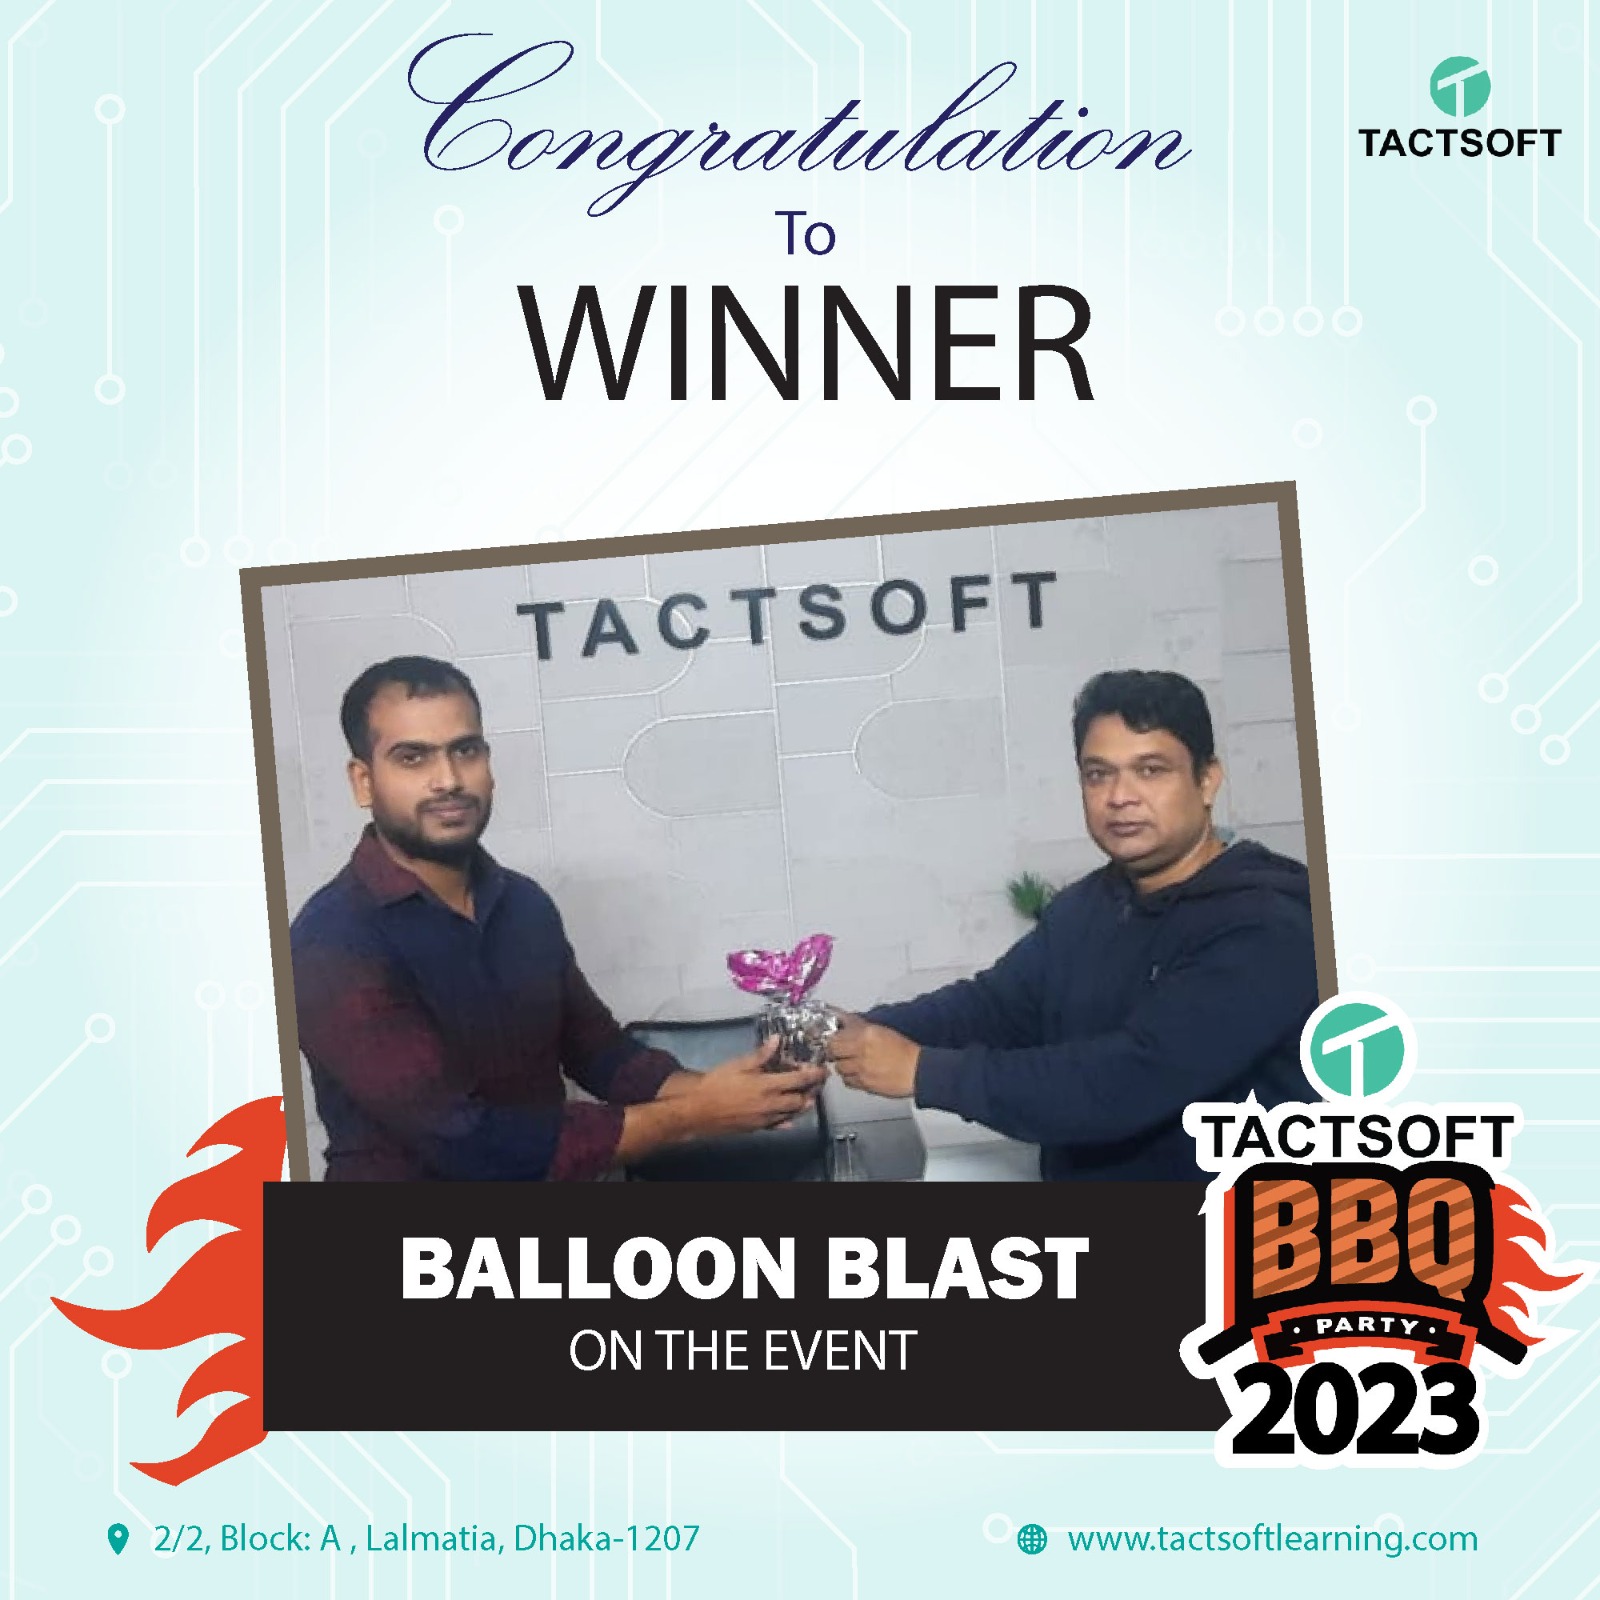 Congratulation
TACTSOFT
To
WINNER
TACTSOFT
TACTSOFT
BBQ
PARTY
2023
BALLOON BLAST
ON THE EVENT
2/2, Block: A , Lalmatia, Dhaka-1207
www.tactsoftlearning.com